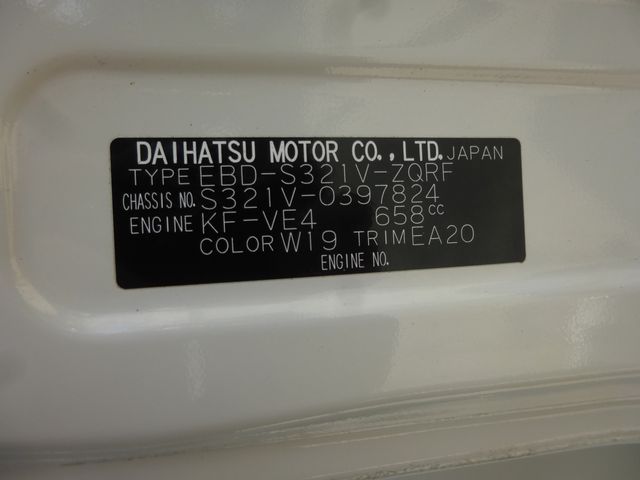 DAIHATSU MOTOR CO., LTD. JAPAN
TYPE EBD-S321V-ZQRF
CHASSIS NO. S321V-0397824
ENGINE KF-VE4 658cc
COLOR W19 TRIM EA20
ENGINE NO.